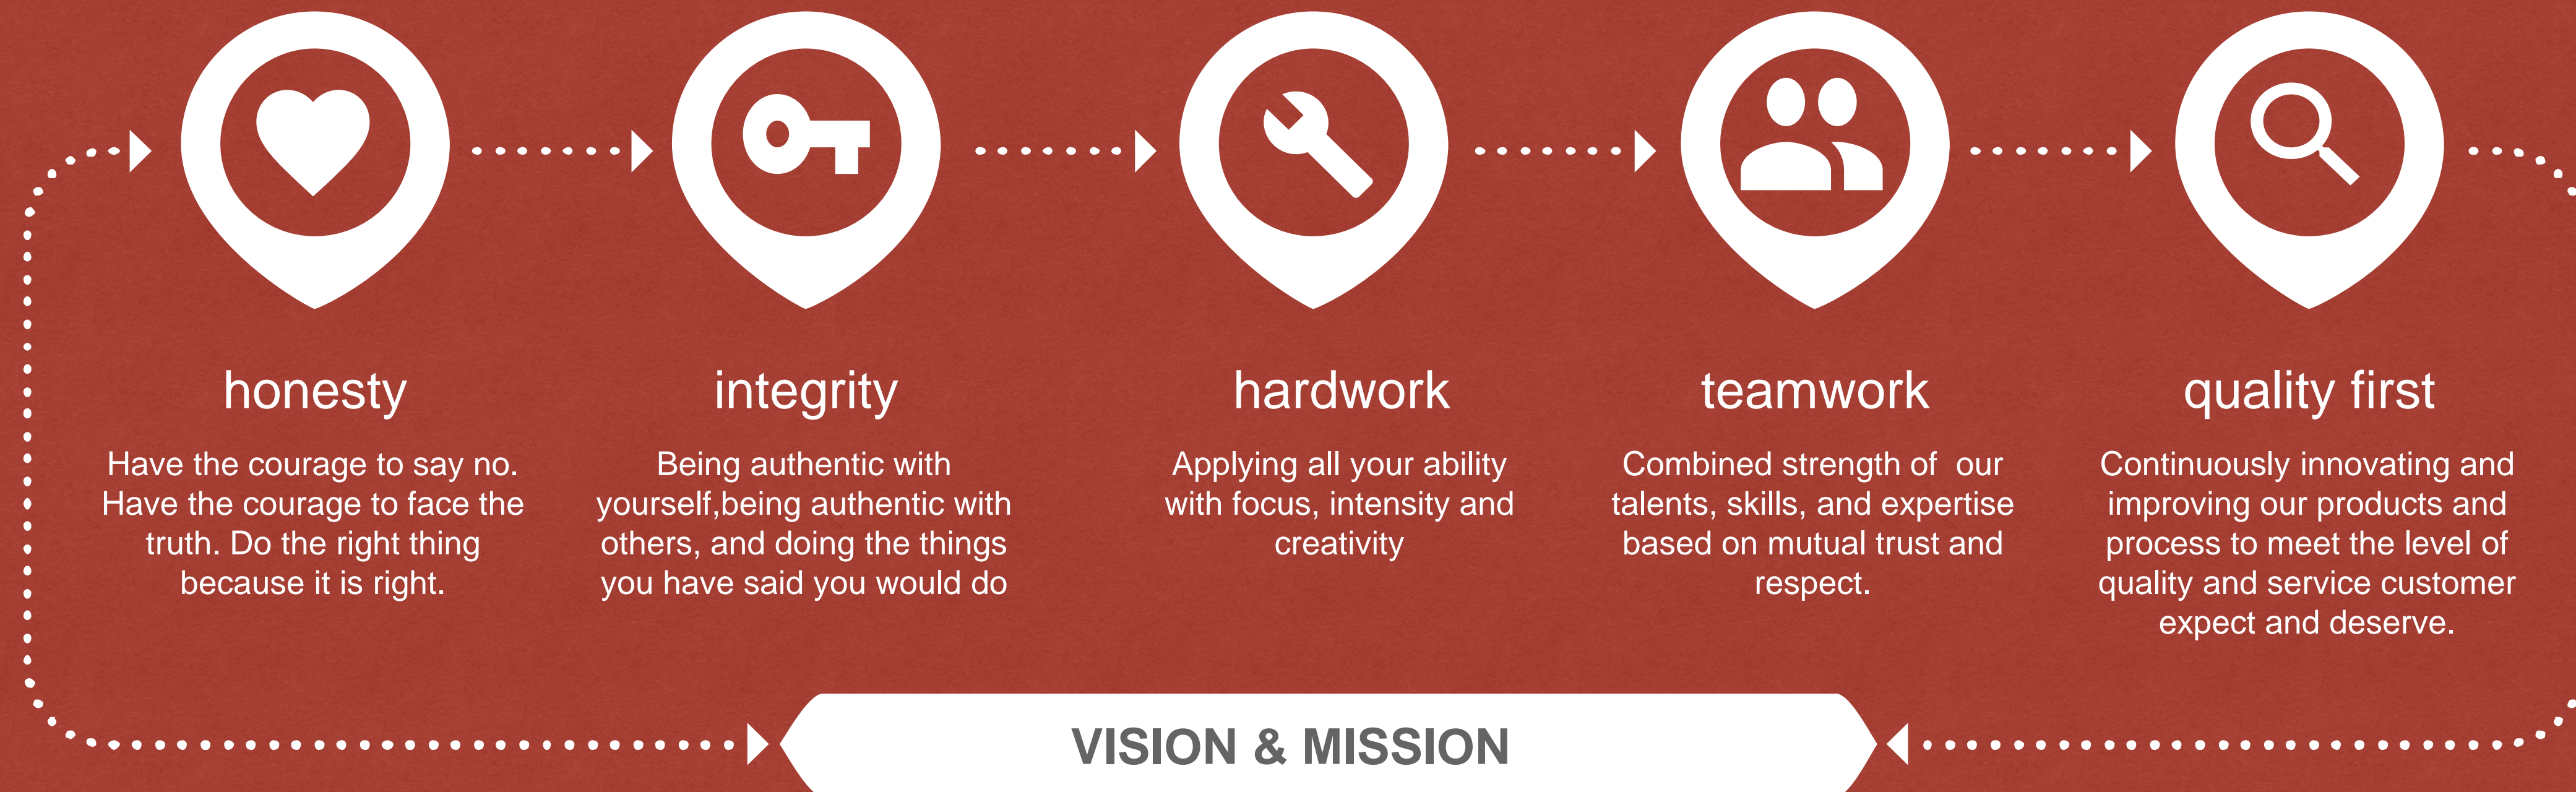 honesty
Have the courage to say no.
Have the courage to face the
truth. Do the right thing
because it is right.
integrity
Being authentic with
yourself,being authentic with
others, and doing the things
you have said you would do
hardwork
Applying all your ability
with focus, intensity and
creativity
teamwork
Combined strength of  our
talents, skills, and expertise
based on mutual trust and
respect.
quality first
Continuously innovating and
improving our products and
process to meet the level of
quality and service customer
expect and deserve.
VISION & MISSION